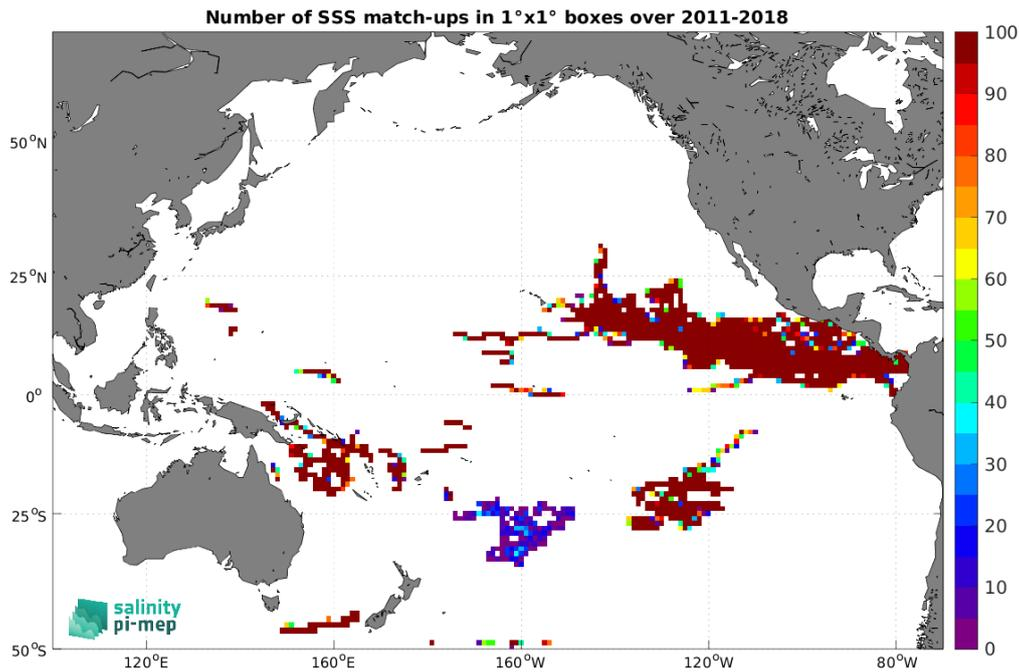 Number of SSS match-ups in 1°x1° boxes over 2011-2018
100
90
80
70
60
50
40
30
20
10
0
50°N
25°N
0°
25°S
50°S
120°E
160°E
160°W
120°W
80°W
salinity
pi-mep